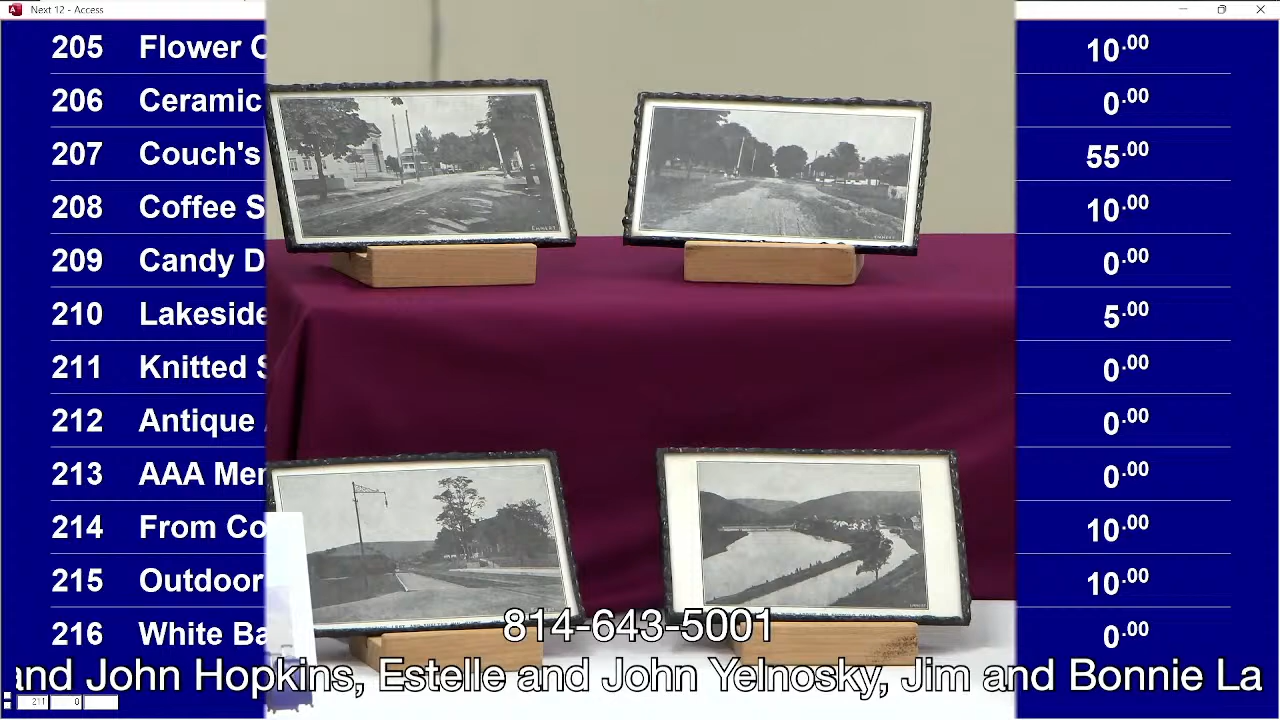 Next 12 - Access
205 Flower C 10.00
206 Ceramic 0.00
207 Couch's 55.00
208 Coffee S 10.00
209 Candy D 0.00
210 Lakeside 5.00
211 Knitted S 0.00
212 Antique 0.00
213 AAA Mem 0.00
214 From Co 10.00
215 Outdoor 10.00
216 White Ba 0.00
814-643-5001
and John Hopkins, Estelle and John Yelnosky, Jim and Bonnie La
211 0